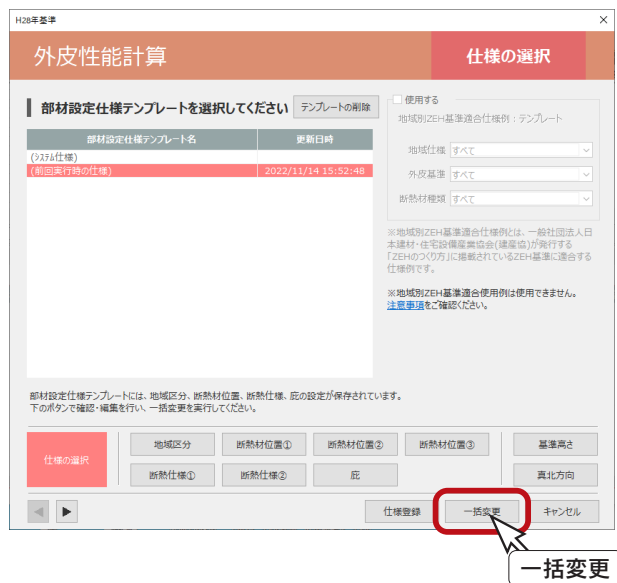 H28年基準
外皮性能計算
仕様の選択
部材設定仕様テンプレートを選択してください
テンプレートの削除
部材設定仕様テンプレート名 更新日時
(システム仕様)
(前回実行時の仕様) 2022/11/14 15:52:48
使用する
地域別ZEH基準適合仕様例：テンプレート
地域仕様 すべて
外皮基準 すべて
断熱材種類 すべて
※地域別ZEH基準適合仕様例とは、一般社団法人日
本建材・住宅設備産業協会(建産協)が発行する
「ZEHのつくり方」に掲載されているZEH基準に適合する
仕様例です。
※地域別ZEH基準適合使用例は使用できません。
注意事項をご確認ください。
部材設定仕様テンプレートには、地域区分、断熱材位置、断熱仕様、庇の設定が保存されています。
下のボタンで確認・編集を行い、一括変更を実行してください。
仕様の選択
地域区分 断熱材位置① 断熱材位置② 断熱材位置③ 基準高さ
断熱仕様① 断熱仕様② 庇 真北方向
仕様登録 一括変更 キャンセル
一括変更